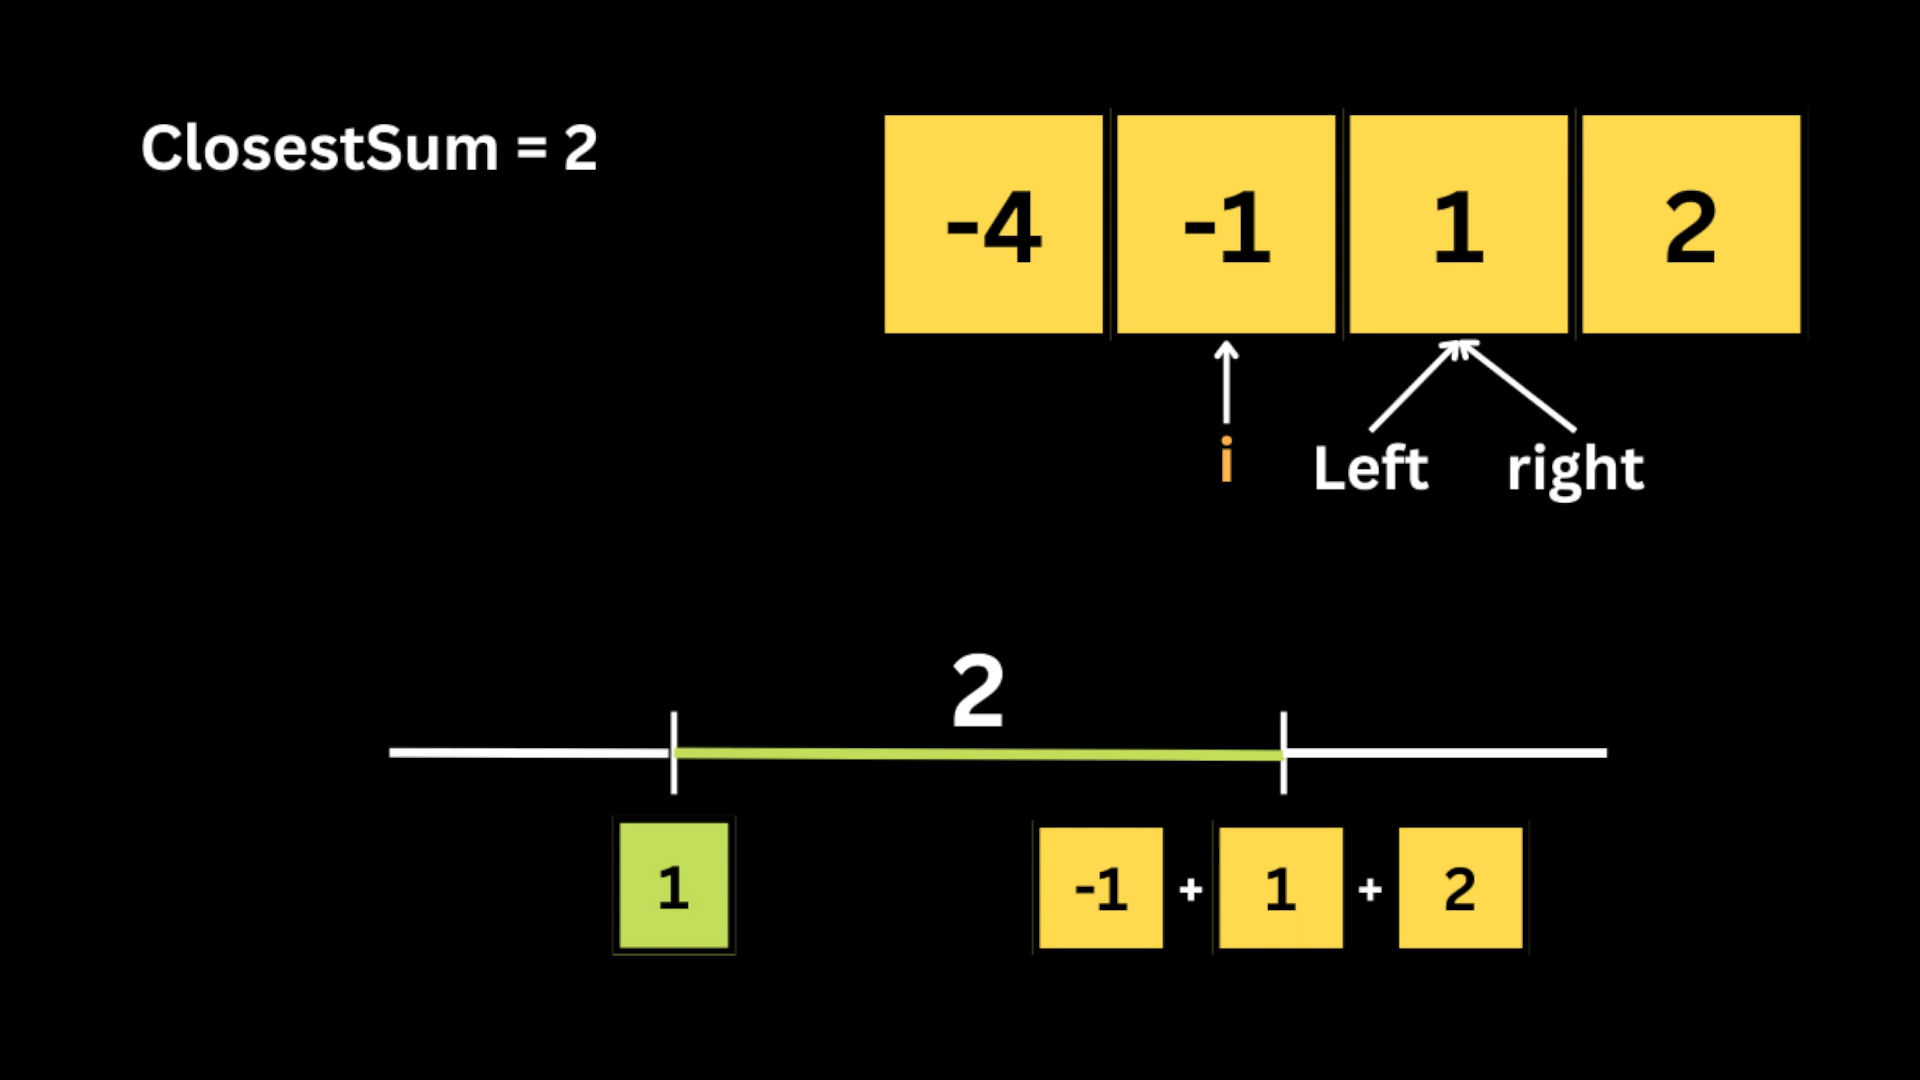 ClosestSum = 2
-4 -1 1 2
i Left right
2
1 -1 + 1 + 2